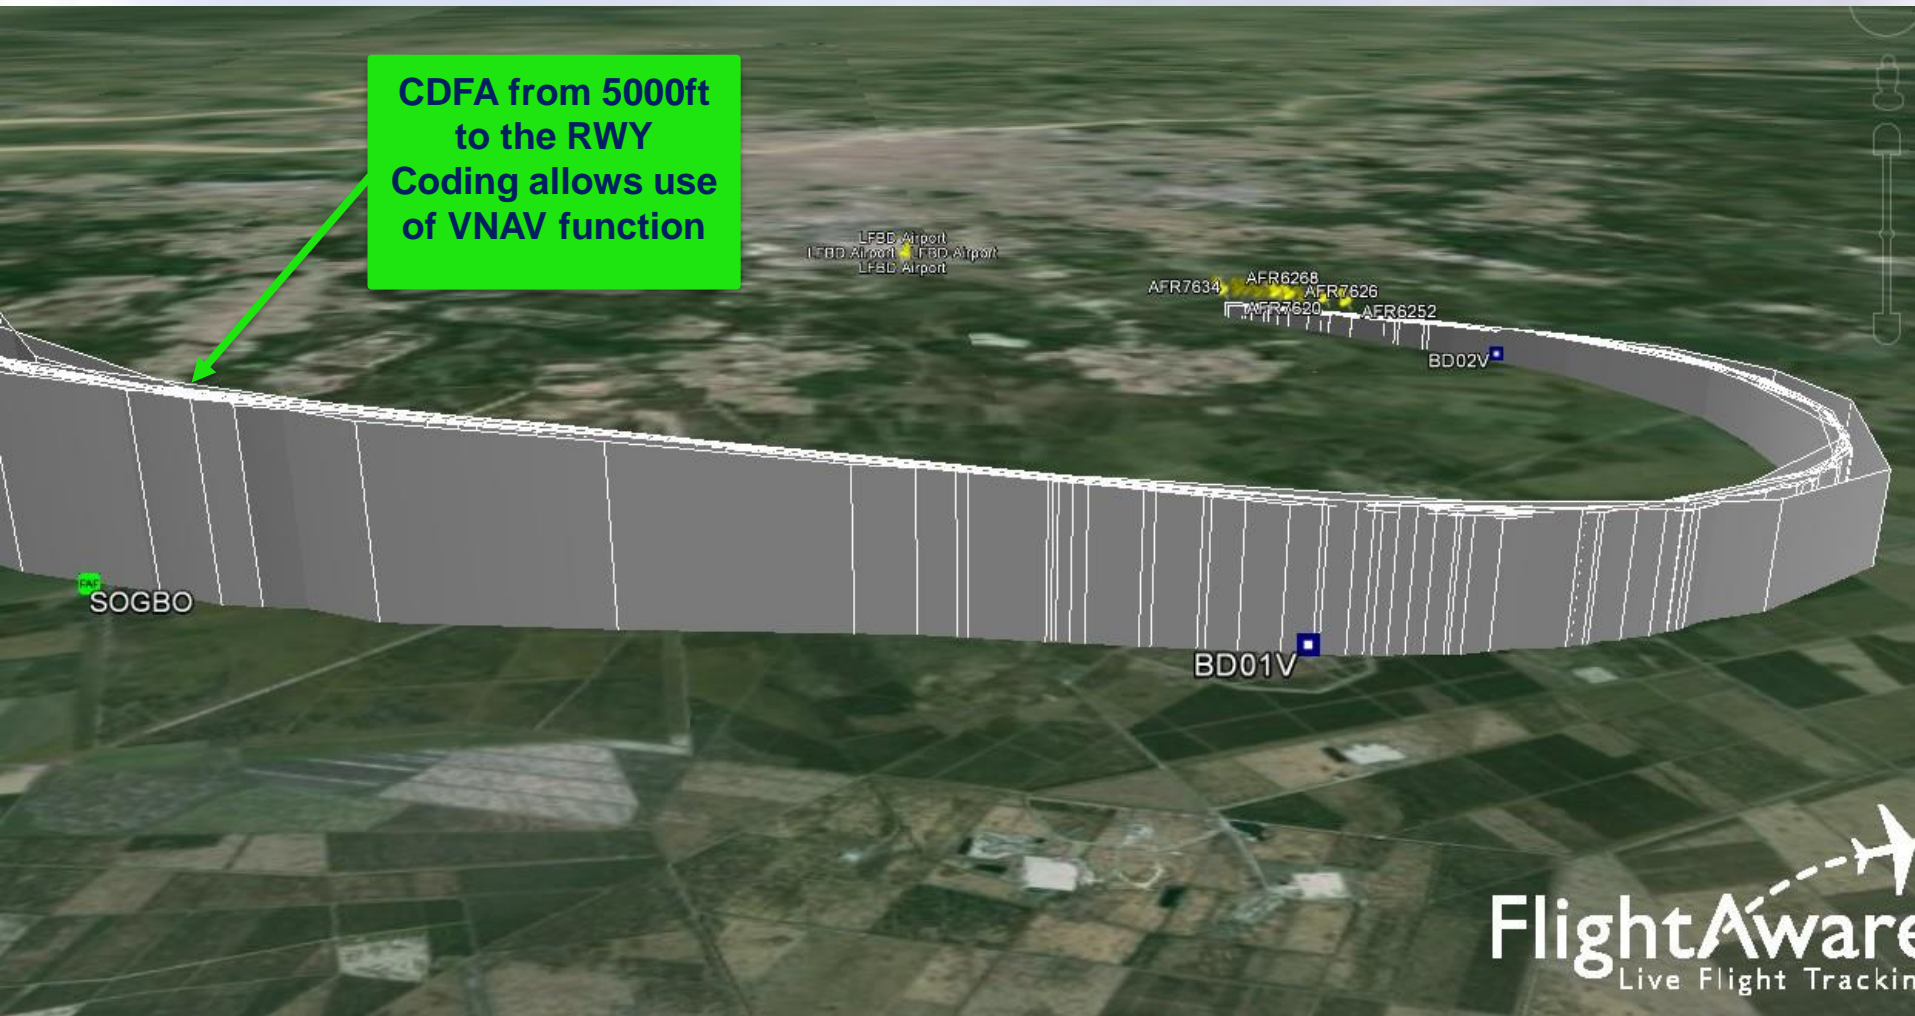 CDFA from 5000ft
to the RWY
Coding allows use
of VNAV function
LFBD Airport
LFBD Airport LFBD Airport
LFBD Airport
AFR7634 AFR6268
AFR7626
AFR7620 AFR6252
BD02V
FAF
SOGBO
BD01V
FlightAware
Live Flight Trackin